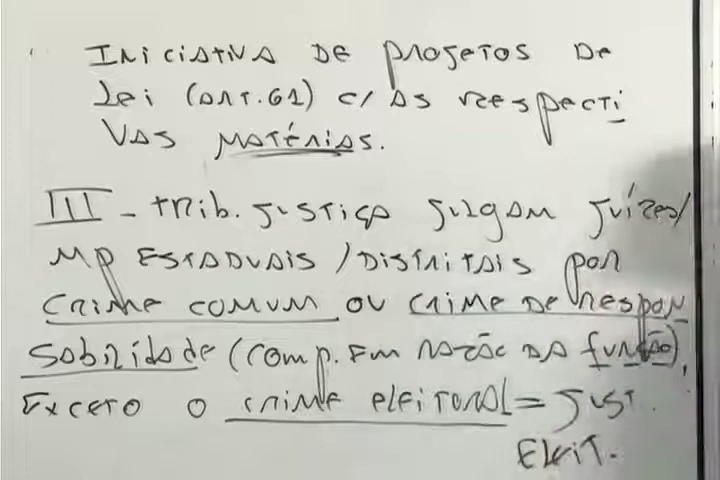 INICIATIVA DE PROJETOS DE
LEI (ART. 61) C/ AS RESPECTI
VAS MATÉRIAS.
III - TRIB. JUSTIÇA JULGAM JUÍZES/
MP ESTADUAIS / DISTRITAIS POR
CRIME COMUM OU CRIME DE RESPON
SABILIDADE (COMP. EM RAZÃO DA FUNÇÃO),
EXCETO O CRIME ELEITORAL = JUST.
ELEIT.